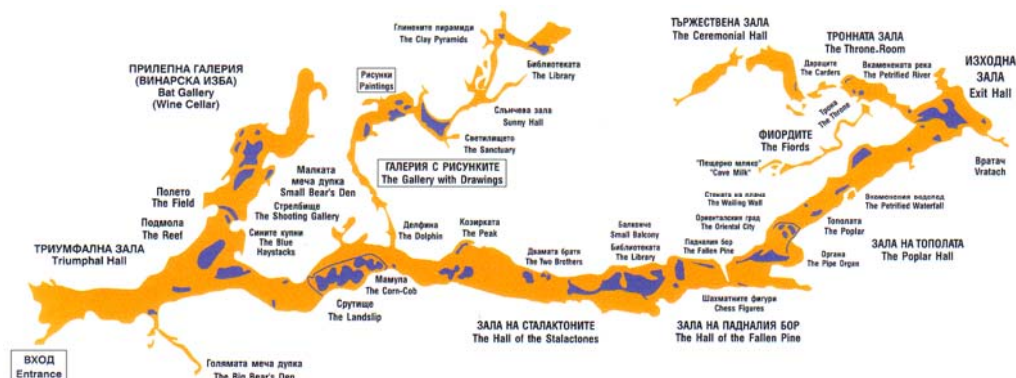 Глинените пирамиди
The Clay Pyramids
Библиотеката
The Library
ПРИЛЕПНА ГАЛЕРИЯ
(ВИНАРСКА ИЗБА)
Bat Gallery
(Wine Cellar)
Рисунки
Paintings
Слънчева зала
Sunny Hall
Светилището
The Sanctuary
ГАЛЕРИЯ С РИСУНКИТЕ
The Gallery with Drawings
ТЪРЖЕСТВЕНА ЗАЛА
The Ceremonial Hall
ТРОННАТА ЗАЛА
The Throne-Room
Дараците
The Carders
Вкаменената река
The Petrified River
ИЗХОДНА
ЗАЛА
Exit Hall
Трона
The Throne
ФИОРДИТЕ
The Fiords
"Пещерно мляко"
"Cave Milk"
Вратач
Vratach
Малката
меча дупка
Small Bear's Den
Стрелбище
The Shooting Gallery
Полето
The Field
Подмола
The Reef
Сините купни
The Blue
Haystacks
ТРИУМФАЛНА ЗАЛА
Triumphal Hall
Делфина
The Dolphin
Козирката
The Peak
Мамула
The Corn-Cob
Срутище
The Landslip
Двамата братя
The Two Brothers
Балконче
Small Balcony
Библиотеката
The Library
Стената на плача
The Wailing Wall
Ориенталския град
The Oriental City
Падналия бор
The Fallen Pine
Вкаменения водопад
The Petrified Waterfall
Тополата
The Poplar
Органа
The Pipe Organ
ЗАЛА НА ТОПОЛАТА
The Poplar Hall
Шахматните фигури
Chess Figares
ЗАЛА НА СТАЛАКТОНИТЕ
The Hall of the Stalactones
ЗАЛА НА ПАДНАЛИЯ БОР
The Hall of the Fallen Pine
ВХОД
Entrance
Голямата меча дупка
The Big Bear's Den